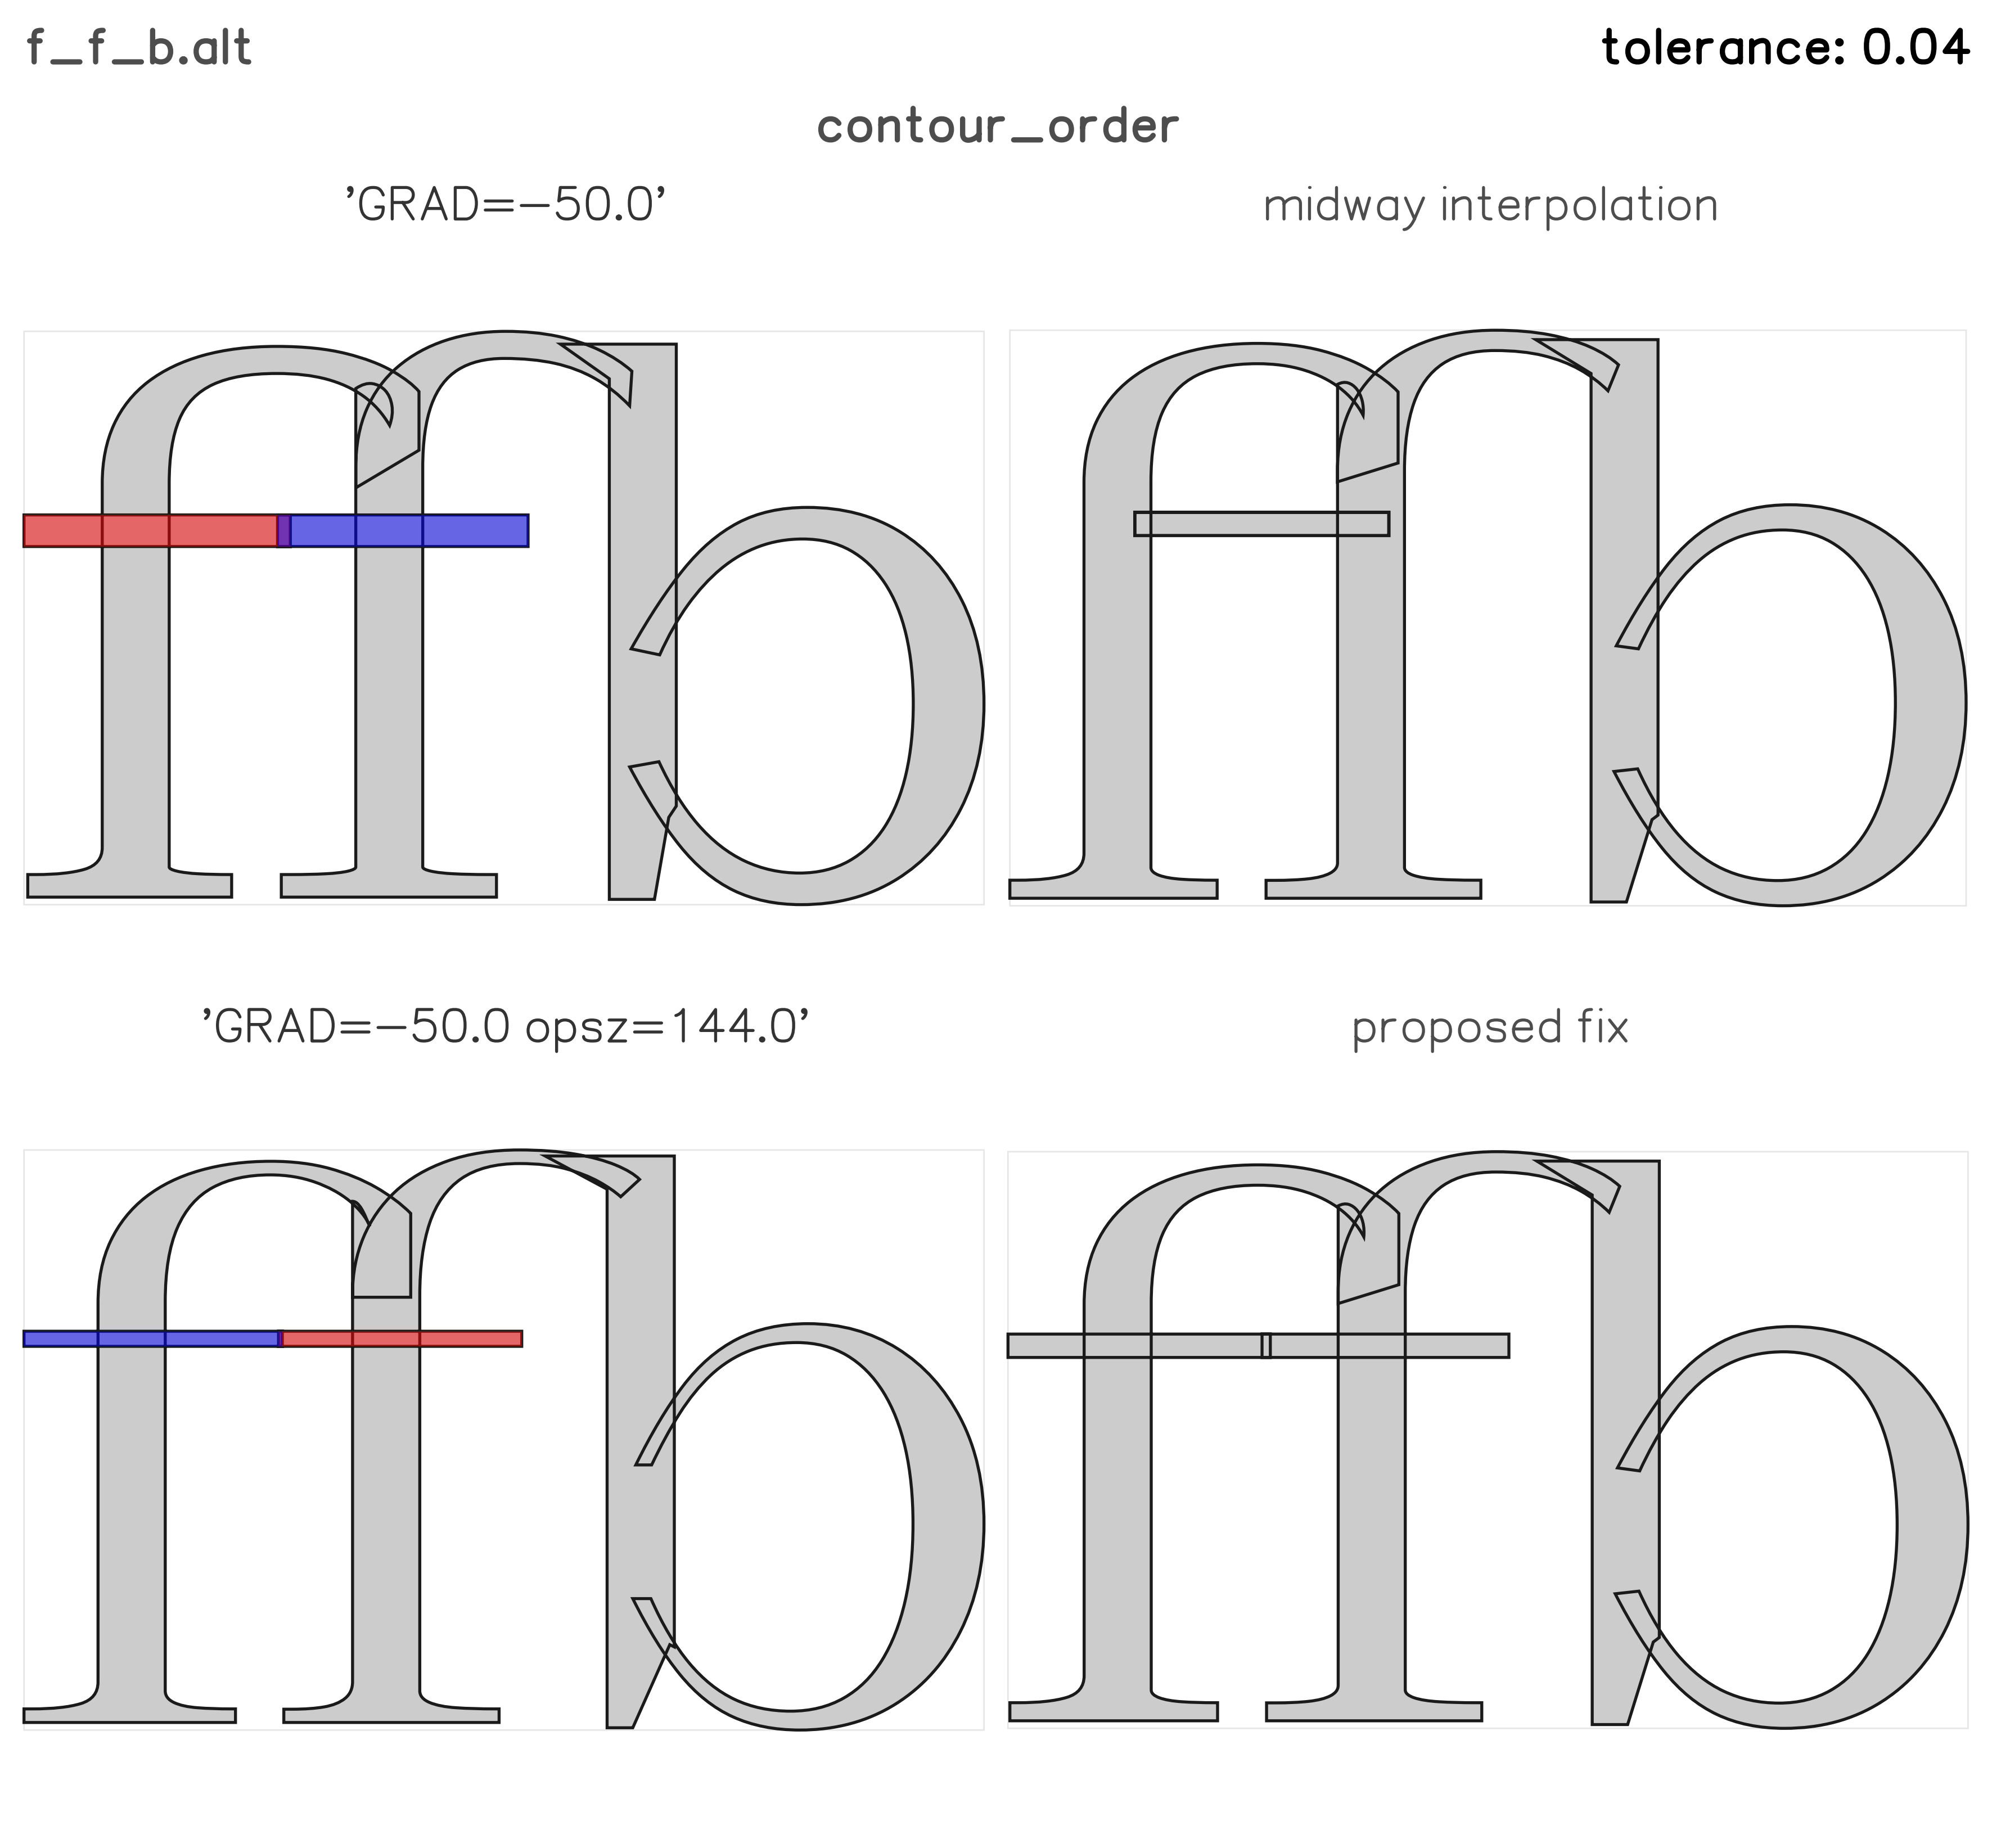 f_f_b.alt
tolerance: 0.04
contour_order
'GRAD=−50.0'
midway interpolation
'GRAD=−50.0 opsz=144.0'
proposed fix